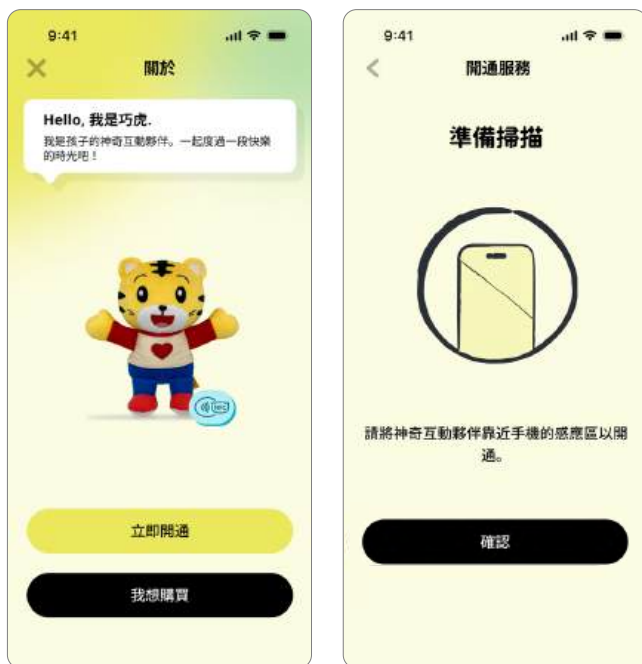 9:41
關於
Hello, 我是巧虎.
我是孩子的神奇互動夥伴。一起度過一段快樂
的時光吧！
立即開通
我想購買
9:41
開通服務
準備掃描
請將神奇互動夥伴靠近手機的感應區以開
通。
確認